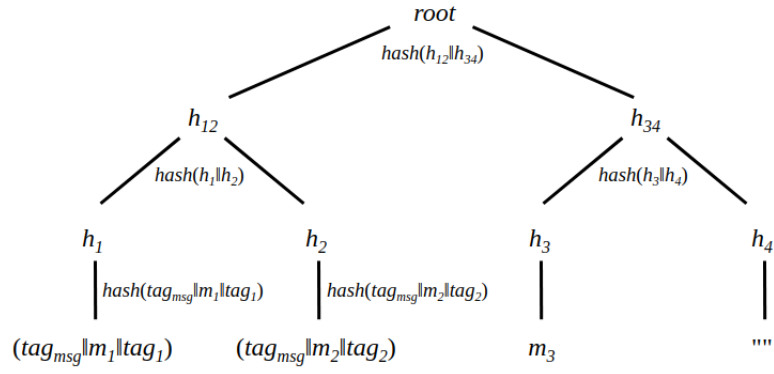 root
hash(h₁₂||h₃₄)
h₁₂ h₃₄
hash(h₁||h₂) hash(h₃||h₄)
h₁ h₂ h₃ h₄
hash(tagₘₛg||m₁||tag₁) hash(tagₘₛg||m₂||tag₂)
(tagₘₛg||m₁||tag₁) (tagₘₛg||m₂||tag₂) m₃ ""